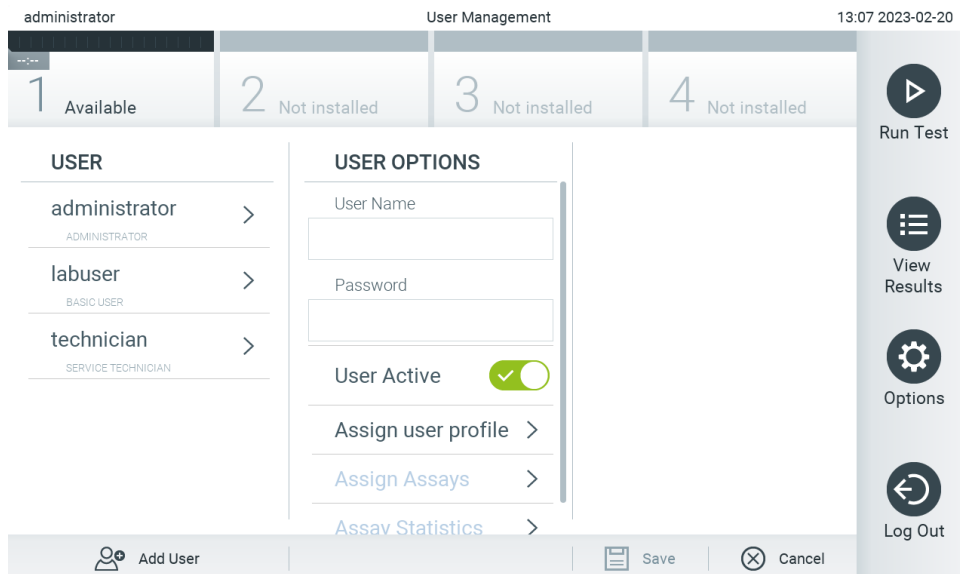 administrator
User Management
13:07 2023-02-20
--:--
1 Available
2 Not installed
3 Not installed
4 Not installed
Run Test
View
Results
Options
Log Out
USER
administrator
ADMINISTRATOR
labuser
BASIC USER
technician
SERVICE TECHNICIAN
USER OPTIONS
User Name
Password
User Active
Assign user profile
Assign Assays
Assay Statistics
Add User
Save
Cancel